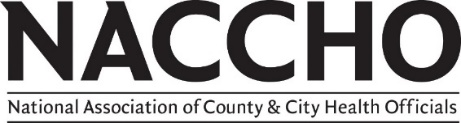 NACCHO
National Association of County & City Health Officials